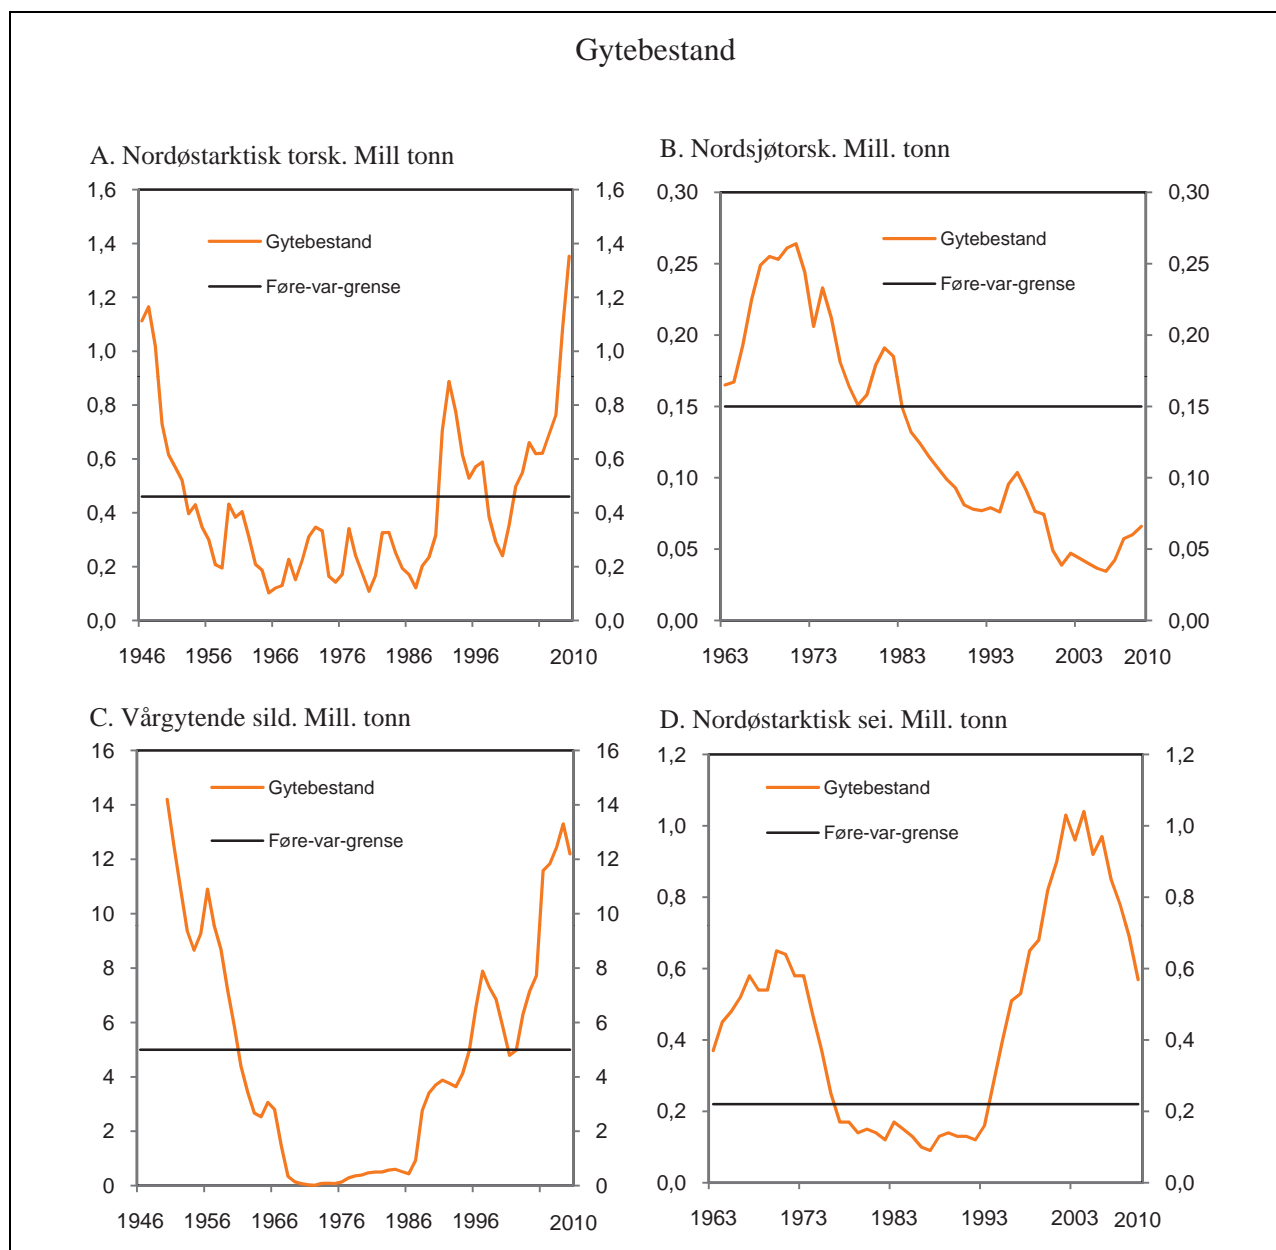 Gytebestand
A. Nordøstarktisk torsk. Mill tonn
1,6 1,6
1,4 1,4
1,2 1,2
1,0 1,0
0,8 0,8
0,6 0,6
0,4 0,4
0,2 0,2
0,0 0,0
Gytebestand
Føre-var-grense
1946 1956 1966 1976 1986 1996 2010
B. Nordsjøtorsk. Mill. tonn
0,30 0,30
0,25 0,25
0,20 0,20
0,15 0,15
0,10 0,10
0,05 0,05
0,00 0,00
Gytebestand
Føre-var-grense
1963 1973 1983 1993 2003 2010
C. Vårgytende sild. Mill. tonn
16 16
14 14
12 12
10 10
8 8
6 6
4 4
2 2
0 0
Gytebestand
Føre-var-grense
1946 1956 1966 1976 1986 1996 2010
D. Nordøstarktisk sei. Mill. tonn
1,2 1,2
1,0 1,0
0,8 0,8
0,6 0,6
0,4 0,4
0,2 0,2
0,0 0,0
Gytebestand
Føre-var-grense
1963 1973 1983 1993 2003 2010